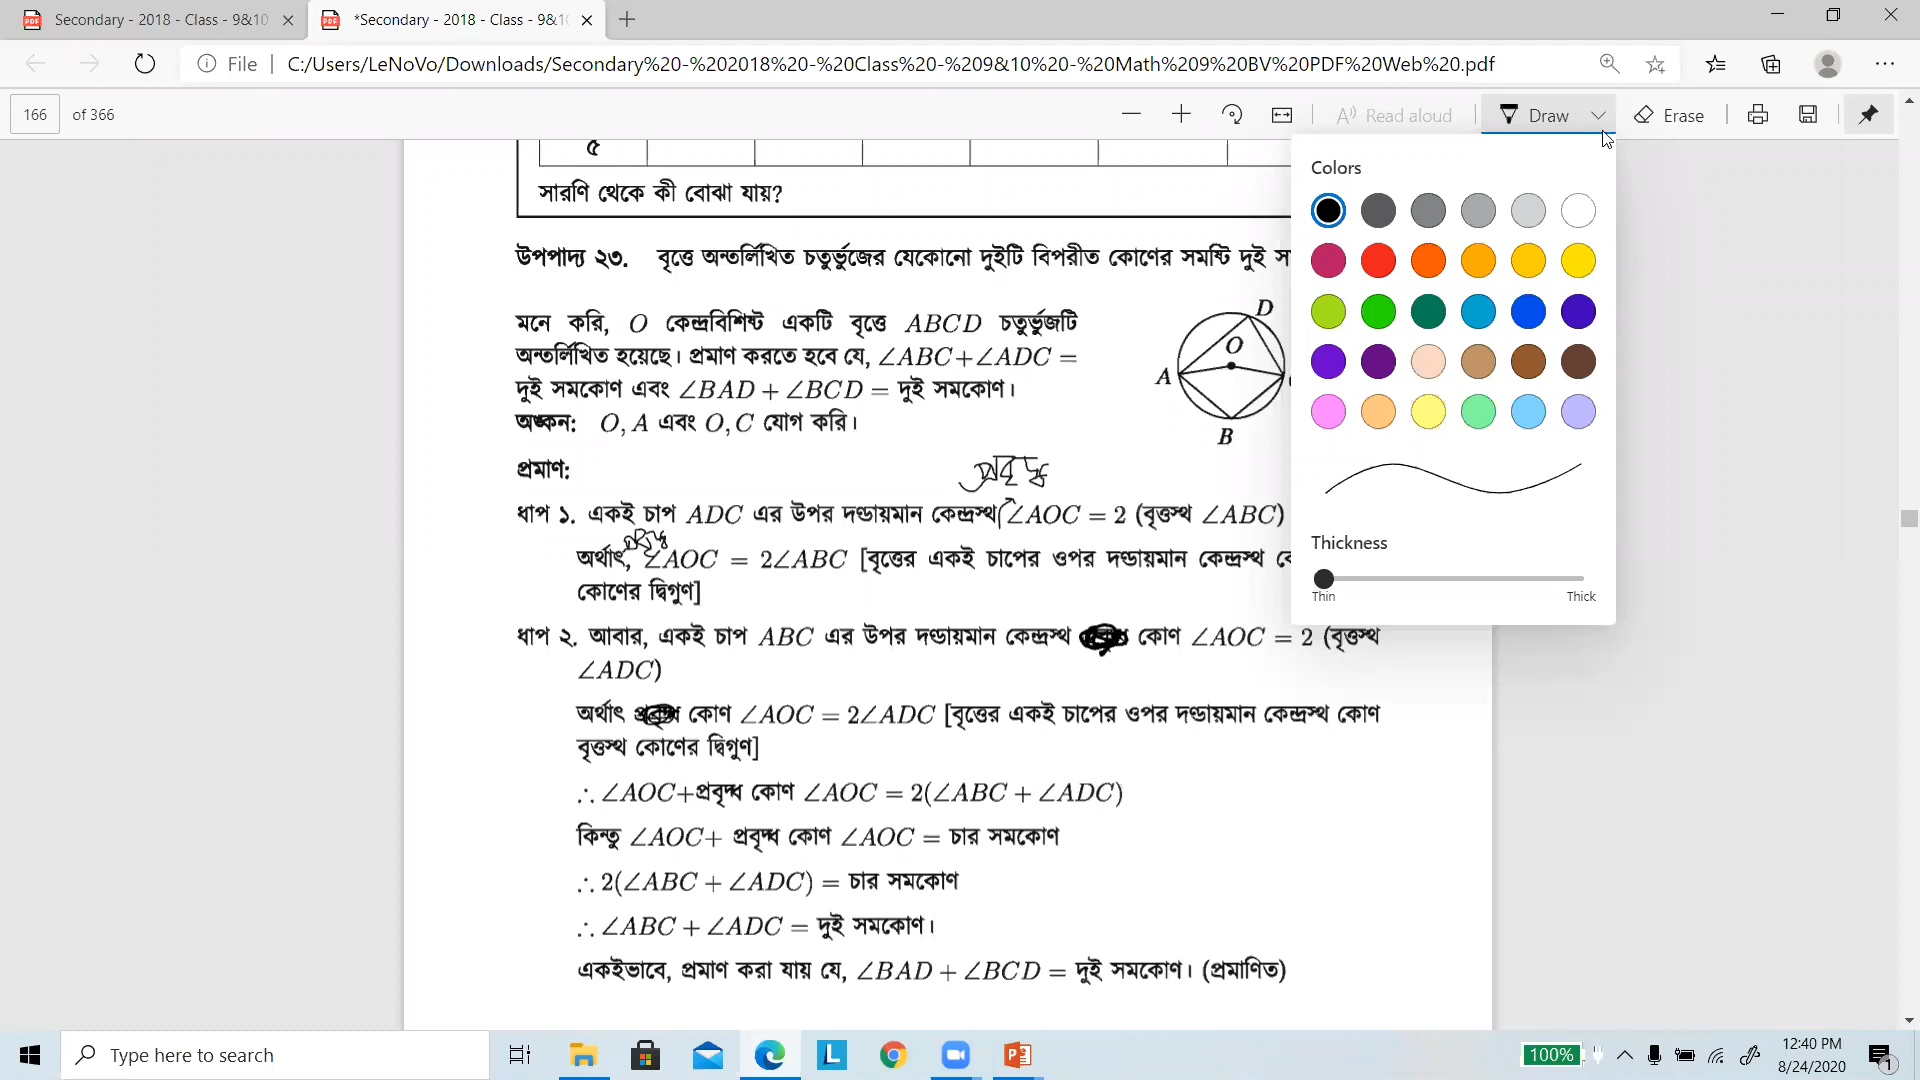 Secondary - 2018 - Class - 9&10
*Secondary - 2018 - Class - 9&1
File
C:/Users/LeNoVo/Downloads/Secondary%20-%202018%20-%20Class%20-%209&10%20-%20Math%209%20BV%20PDF%20Web%20.pdf
166 of 366
Read aloud
Draw
Erase
Colors
৫
সারণি থেকে কী বোঝা যায়?
উপপাদ্য ২৩. বৃত্তে অন্তর্লিখিত চতুর্ভুজের যেকোনো দুইটি বিপরীত কোণের সমষ্টি দুই
মনে করি, O কেন্দ্রবিশিষ্ট একটি বৃত্তে ABCD চতুর্ভুজটি
অন্তর্লিখিত হয়েছে। প্রমাণ করতে হবে যে, ∠ABC+∠ADC =
দুই সমকোণ এবং ∠BAD + ∠BCD = দুই সমকোণ।
অঙ্কন: O, A এবং O, C যোগ করি।
D
O
A
B
প্রমাণ:
প্রবৃদ্ধ
ধাপ ১. একই চাপ ADC এর উপর দণ্ডায়মান কেন্দ্রস্থ ∠AOC = 2 (বৃত্তস্থ ∠ABC)
প্রবৃদ্ধ
অর্থাৎ, ∠AOC = 2∠ABC [বৃত্তের একই চাপের ওপর দণ্ডায়মান কেন্দ্রস্থ
কোণের দ্বিগুণ]
ধাপ ২. আবার, একই চাপ ABC এর উপর দণ্ডায়মান কেন্দ্রস্থ কোণ ∠AOC = 2 (বৃত্তস্থ
∠ADC)
অর্থাৎ কোণ ∠AOC = 2∠ADC [বৃত্তের একই চাপের ওপর দণ্ডায়মান কেন্দ্রস্থ কোণ
বৃত্তস্থ কোণের দ্বিগুণ]
∴ ∠AOC+প্রবৃদ্ধ কোণ ∠AOC = 2(∠ABC + ∠ADC)
কিন্তু ∠AOC+ প্রবৃদ্ধ কোণ ∠AOC = চার সমকোণ
∴ 2(∠ABC + ∠ADC) = চার সমকোণ
∴ ∠ABC + ∠ADC = দুই সমকোণ।
একইভাবে, প্রমাণ করা যায় যে, ∠BAD + ∠BCD = দুই সমকোণ। (প্রমাণিত)
Thickness
Thin
Thick
Type here to search
100%
12:40 PM
8/24/2020
1